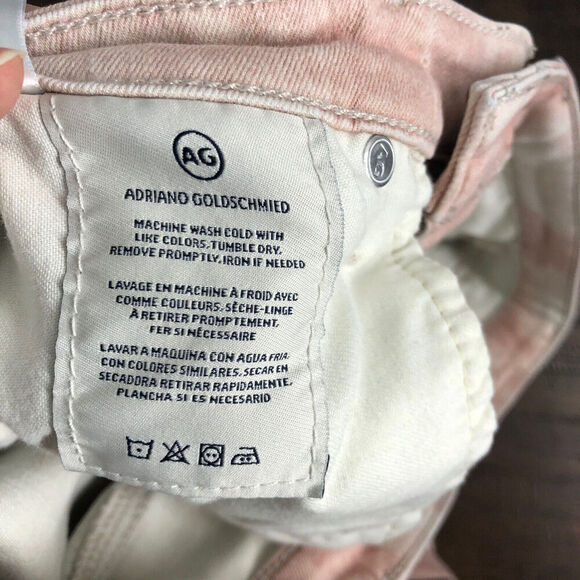 AG
ADRIANO GOLDSCHMIED
MACHINE WASH COLD WITH
LIKE COLORS. TUMBLE DRY.
REMOVE PROMPTLY. IRON IF NEEDED
LAVAGE EN MACHINE À FROID AVEC
COMME COULEURS. SÈCHE-LINGE
À RETIRER PROMPTEMENT.
FER SI NÉCESSAIRE
LAVAR A MAQUINA CON AGUA FRIA.
CON COLORES SIMILARES. SECAR EN
SECADORA RETIRAR RAPIDAMENTE.
PLANCHA SI ES NECESARIO